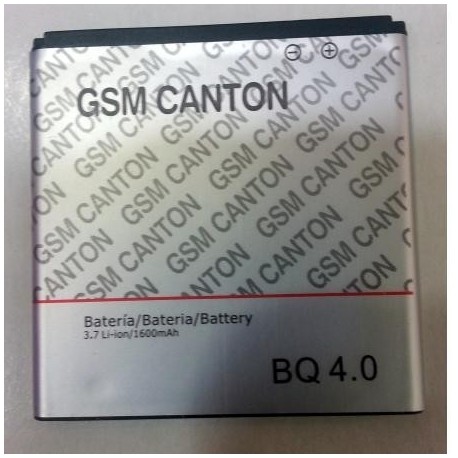 GSM CANTON
Batería/Bateria/Battery
3.7 Li-ion/1600mAh
BQ 4.0